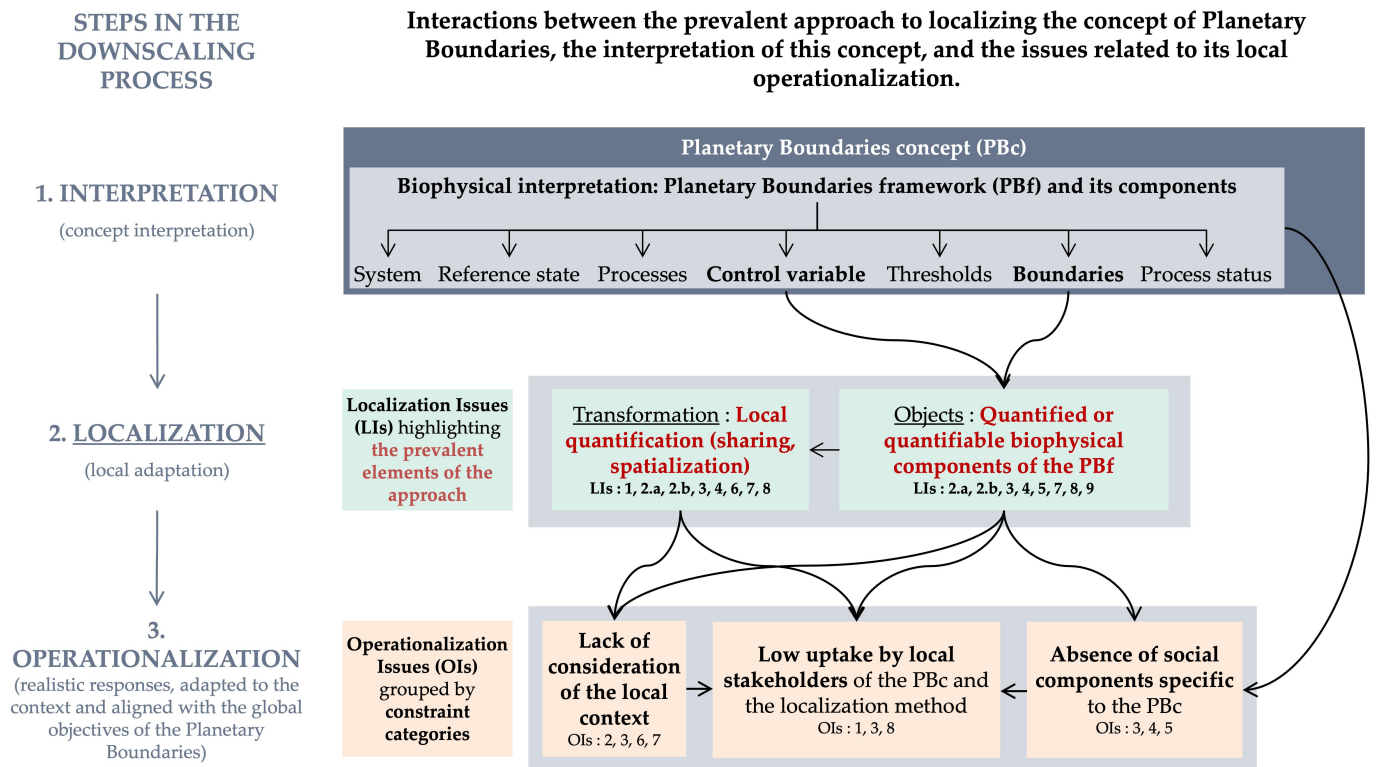 STEPS IN THE
DOWNSCALING
PROCESS
Interactions between the prevalent approach to localizing the concept of Planetary
Boundaries, the interpretation of this concept, and the issues related to its local
operationalization.
1. INTERPRETATION
(concept interpretation)
Planetary Boundaries concept (PBc)
Biophysical interpretation: Planetary Boundaries framework (PBf) and its components
System
Reference state
Processes
Control variable
Thresholds
Boundaries
Process status
2. LOCALIZATION
(local adaptation)
Localization Issues
(LIs) highlighting
the prevalent
elements of the
approach
Transformation : Local
quantification (sharing,
spatialization)
LIs : 1, 2.a, 2.b, 3, 4, 6, 7, 8
Objects : Quantified or
quantifiable biophysical
components of the PBf
LIs : 2.a, 2.b, 3, 4, 5, 7, 8, 9
3.
OPERATIONALIZATION
(realistic responses, adapted to the
context and aligned with the global
objectives of the Planetary
Boundaries)
Operationalization
Issues (OIs)
grouped by
constraint
categories
Lack of
consideration
of the local
context
OIs : 2, 3, 6, 7
Low uptake by local
stakeholders of the PBc and
the localization method
OIs : 1, 3, 8
Absence of social
components specific
to the PBc
OIs : 3, 4, 5